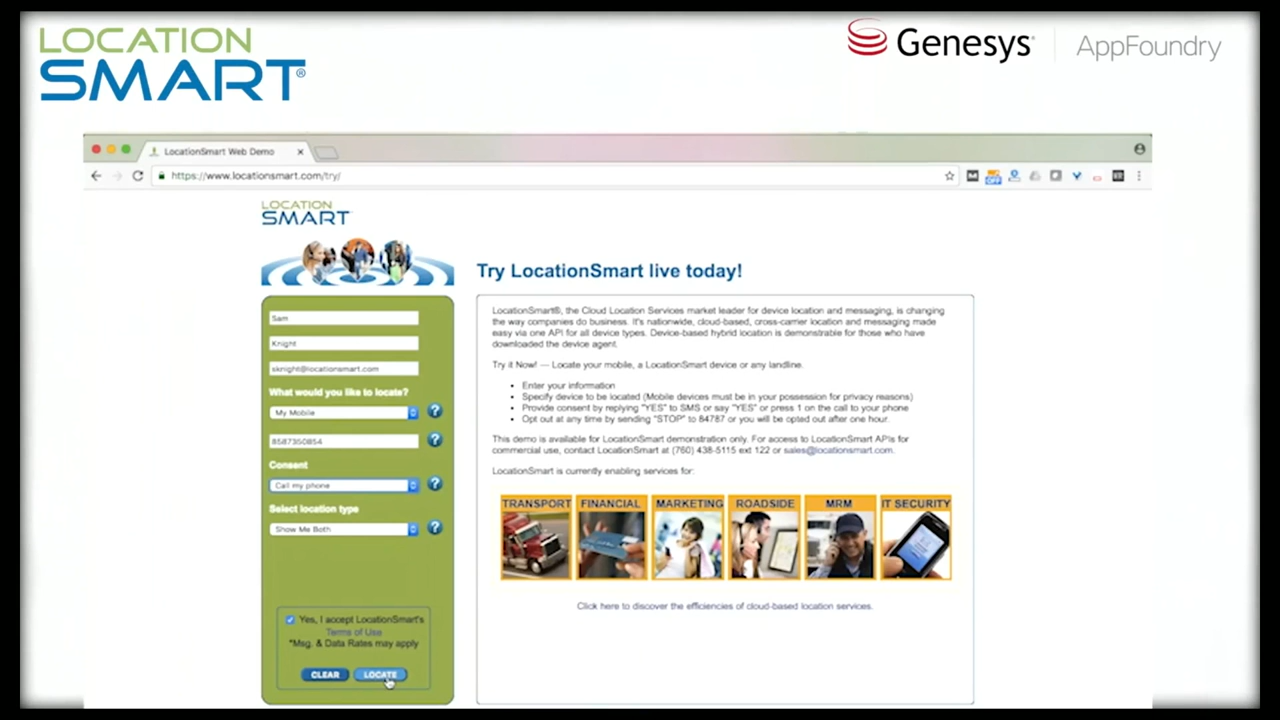 LOCATION
SMART®
Genesys
AppFoundry
LocationSmart Web Demo
https://www.locationsmart.com/try/
LOCATION
SMART
Try LocationSmart live today!
Sam
Knight
sknight@locationsmart.com
What would you like to locate?
My Mobile
8587350854
Consent
Call my phone
Select location type
Show Me Both
Yes, I accept LocationSmart's
Terms of Use
*Msg. & Data Rates may apply
CLEAR
LOCATE
LocationSmart®, the Cloud Location Services market leader for device location and messaging, is changing
the way companies do business. It's nationwide, cloud-based, cross-carrier location and messaging made
easy via one API for all device types. Device-based hybrid location is demonstrable for those who have
downloaded the device agent.
Try it Now! — Locate your mobile, a LocationSmart device or any landline.
• Enter your information
• Specify device to be located (Mobile devices must be in your possession for privacy reasons)
• Provide consent by replying "YES" to SMS or say "YES" or press 1 on the call to your phone
• Opt out at any time by sending "STOP" to 84787 or you will be opted out after one hour.
This demo is available for LocationSmart demonstration only. For access to LocationSmart APIs for
commercial use, contact LocationSmart at (760) 438-5115 ext 122 or sales@locationsmart.com.
LocationSmart is currently enabling services for:
TRANSPORT
FINANCIAL
MARKETING
ROADSIDE
MRM
IT SECURITY
Click here to discover the efficiencies of cloud-based location services.